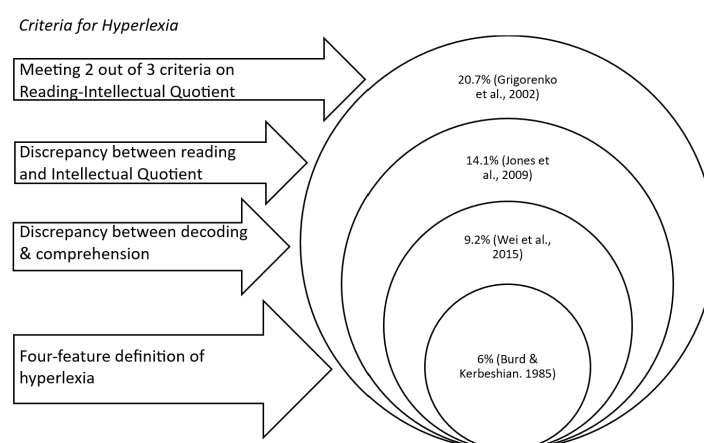 Criteria for Hyperlexia
Meeting 2 out of 3 criteria on
Reading-Intellectual Quotient
20.7% (Grigorenko
et al., 2002)
Discrepancy between reading
and Intellectual Quotient
14.1% (Jones et
al., 2009)
Discrepancy between decoding
& comprehension
9.2% (Wei et al.,
2015)
Four-feature definition of
hyperlexia
6% (Burd &
Kerbeshian. 1985)